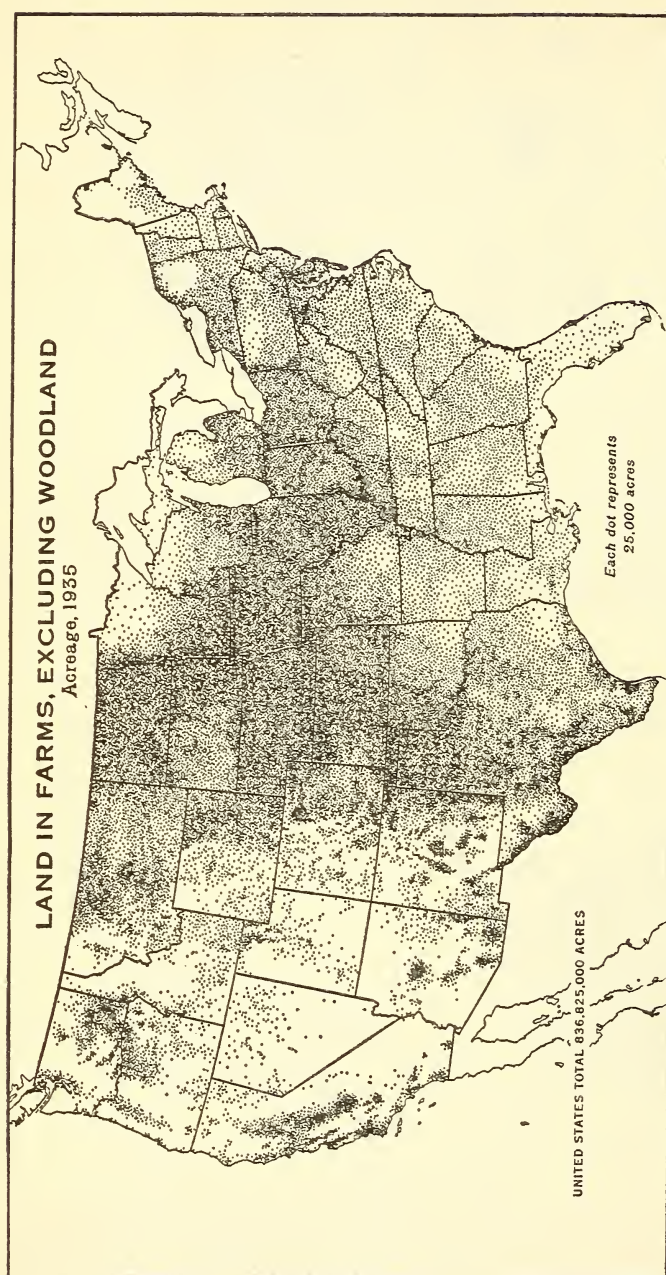 LAND IN FARMS, EXCLUDING WOODLAND
Acreage, 1935
Each dot represents
25,000 acres
UNITED STATES TOTAL 836,825,000 ACRES